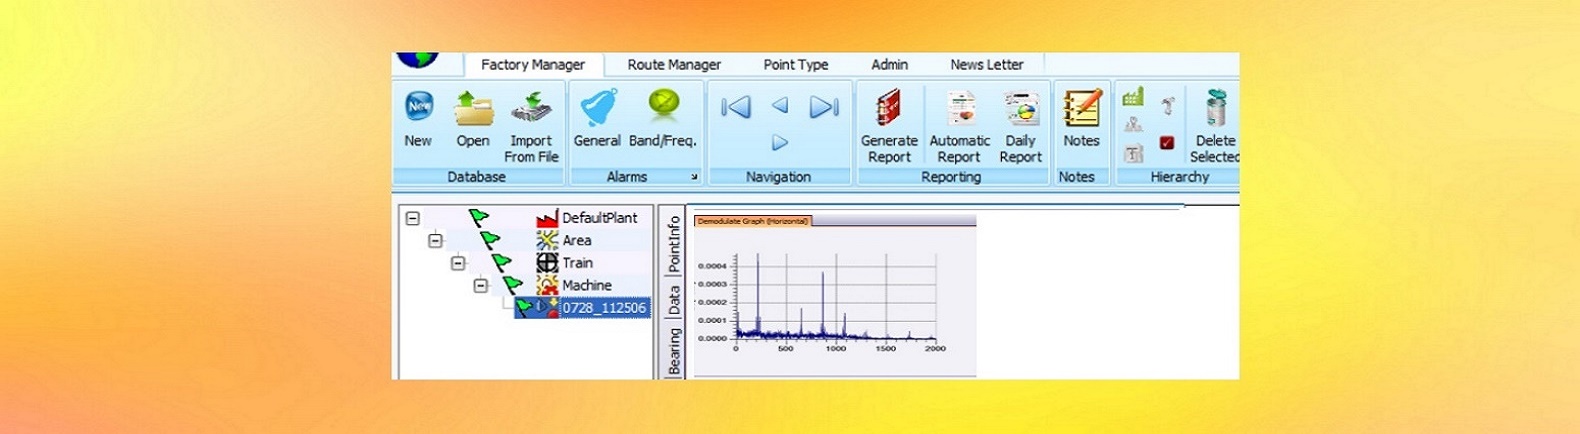 Factory Manager Route Manager Point Type Admin News Letter
New Open Import From File General Band/Freq. Generate Report Automatic Report Daily Report Notes Delete Selected
Database Alarms Navigation Reporting Notes Hierarchy
DefaultPlant
Area
Train
Machine
0728_112506
PointInfo
Data
Bearing
Demodulate Graph (Horizontal)
0.0004
0.0003
0.0002
0.0001
0.0000
0 500 1000 1500 2000